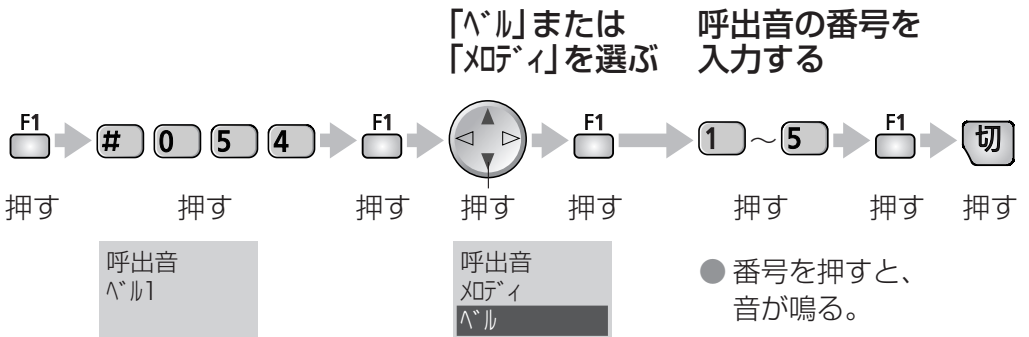 「ﾍﾞﾙ」または
「ﾒﾛﾃﾞｨ」を選ぶ
呼出音の番号を
入力する
F1 # 0 5 4 F1 F1 1～5 F1 切
押す 押す 押す 押す 押す 押す 押す 押す
呼出音
ﾍﾞﾙ1
呼出音
ﾒﾛﾃﾞｨ
ﾍﾞﾙ
●番号を押すと、
音が鳴る。